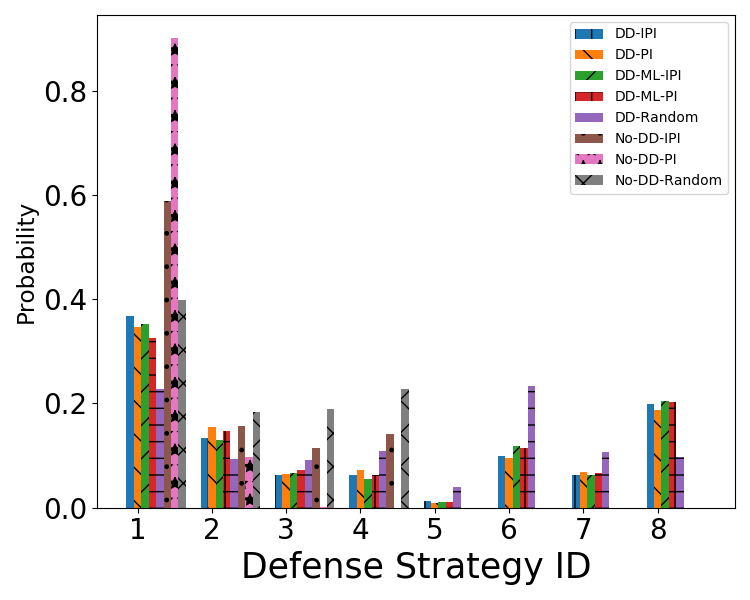 DD-IPI
DD-PI
DD-ML-IPI
DD-ML-PI
DD-Random
No-DD-IPI
No-DD-PI
No-DD-Random
Probability
0.8
0.6
0.4
0.2
0.0
1 2 3 4 5 6 7 8
Defense Strategy ID